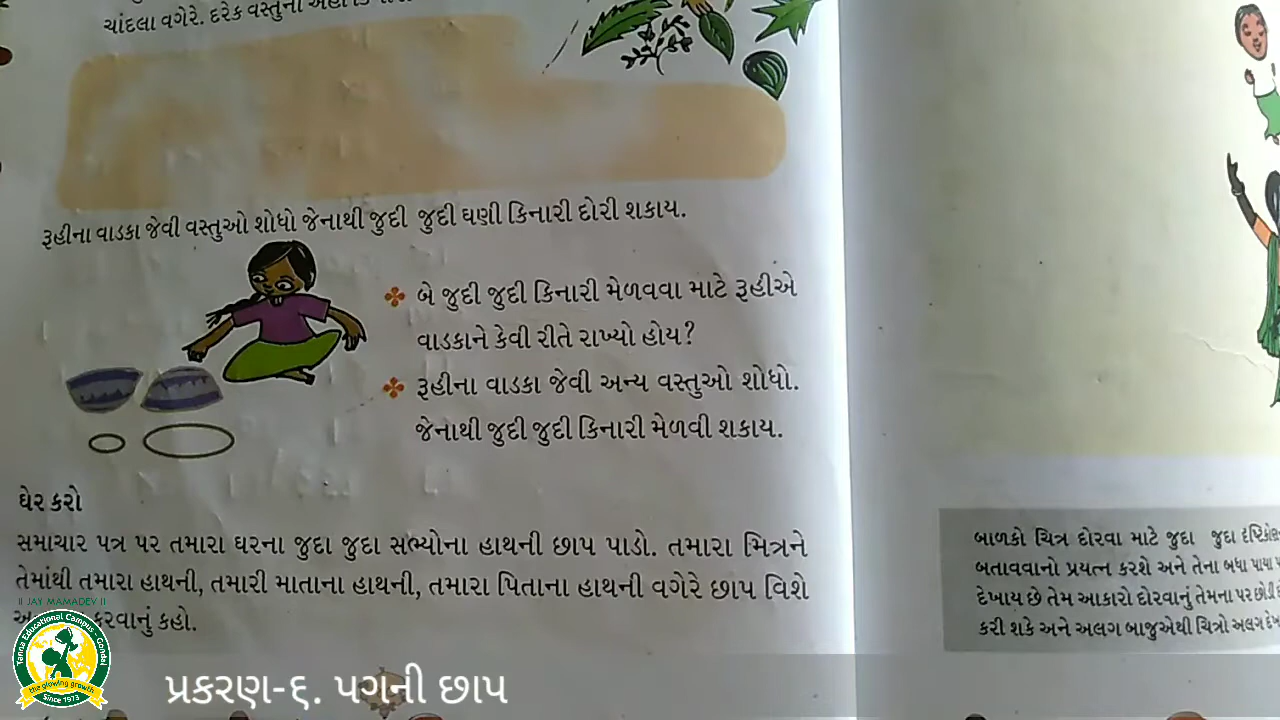 ચાંદલા વગેરે. દરેક વસ્તુની
રૂહીના વાડકા જેવી વસ્તુઓ શોધો જેનાથી જુદી જુદી ઘણી કિનારી દોરી શકાય.
બે જુદી જુદી કિનારી મેળવવા માટે રૂહીએ
વાડકાને કેવી રીતે રાખ્યો હોય?
રૂહીના વાડકા જેવી અન્ય વસ્તુઓ શોધો.
જેનાથી જુદી જુદી કિનારી મેળવી શકાય.
ઘેર કરો
સમાચાર પત્ર પર તમારા ઘરના જુદા જુદા સભ્યોના હાથની છાપ પાડો. તમારા મિત્રને
તેમાંથી તમારા હાથની, તમારી માતાના હાથની, તમારા પિતાના હાથની વગેરે છાપ વિશે
કરવાનું કહો.
બાળકો ચિત્ર દોરવા માટે જુદા જુદા
બતાવવાનો પ્રયત્ન કરશે અને તેના બધા પાયા
દેખાય છે તેમ આકારો દોરવાનું તેમના પર છોડી
કરી શકે અને અલગ બાજુએથી ચિત્રો અલગ
॥ JAY MAMADEV ॥
Tanna Educational Campus - Gondal
the glowing growth
Since 1973
પ્રકરણ-૬. પગની છાપ